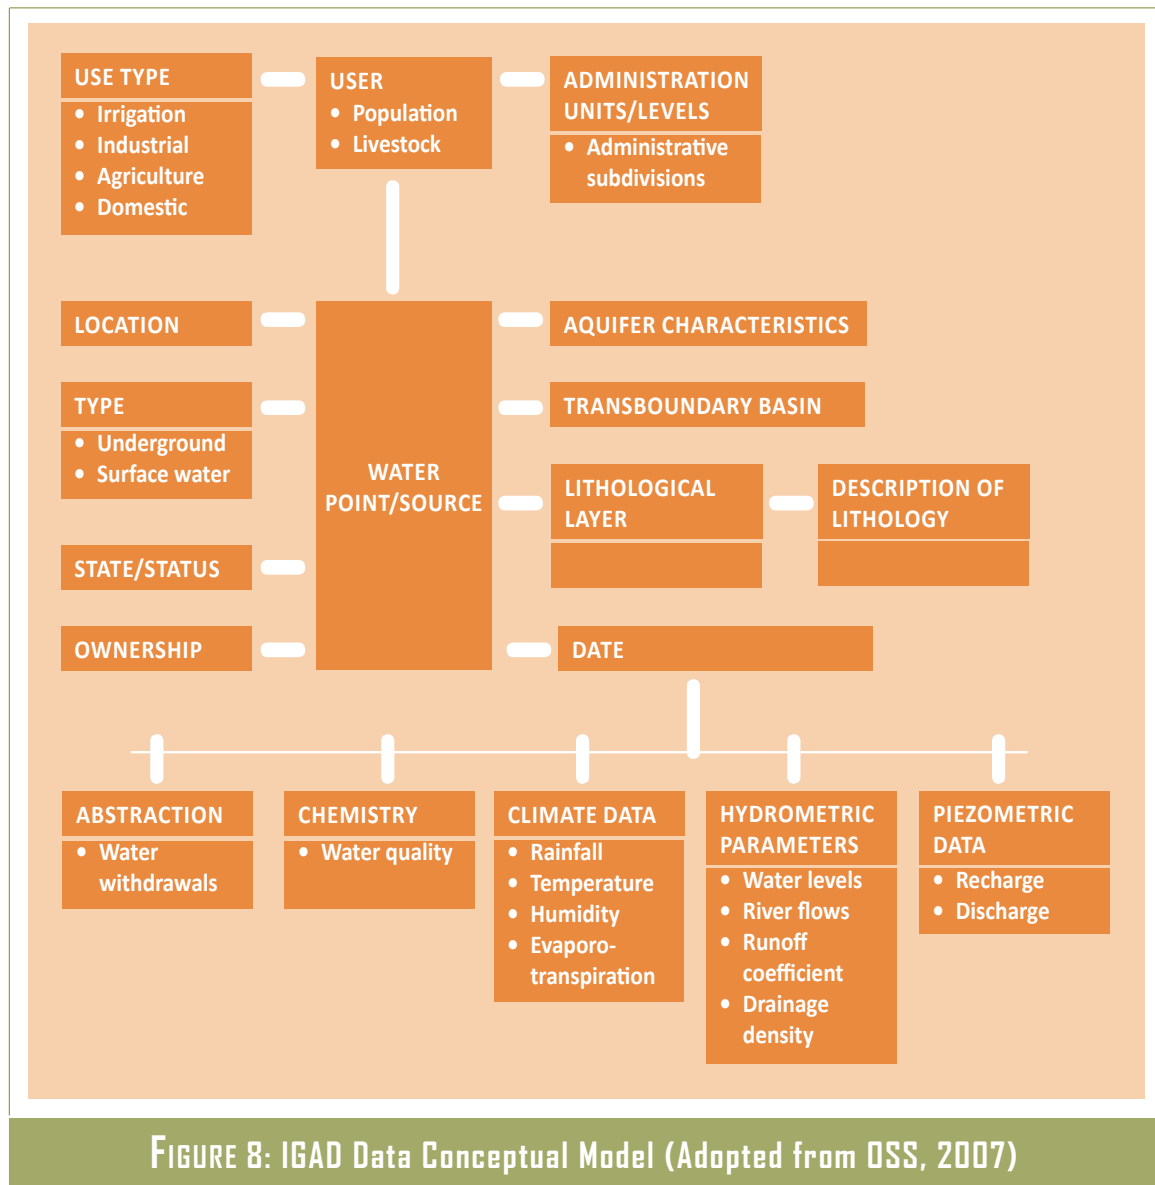 USE TYPE
• Irrigation
• Industrial
• Agriculture
• Domestic
USER
• Population
• Livestock
ADMINISTRATION
UNITS/LEVELS
• Administrative
subdivisions
LOCATION
TYPE
• Underground
• Surface water
STATE/STATUS
OWNERSHIP
WATER
POINT/SOURCE
AQUIFER CHARACTERISTICS
TRANSBOUNDARY BASIN
LITHOLOGICAL
LAYER
DESCRIPTION OF
LITHOLOGY
DATE
ABSTRACTION
• Water
withdrawals
CHEMISTRY
• Water quality
CLIMATE DATA
• Rainfall
• Temperature
• Humidity
• Evaporo-
transpiration
HYDROMETRIC
PARAMETERS
• Water levels
• River flows
• Runoff
coefficient
• Drainage
density
PIEZOMETRIC
DATA
• Recharge
• Discharge
FIGURE 8: IGAD Data Conceptual Model (Adopted from OSS, 2007)